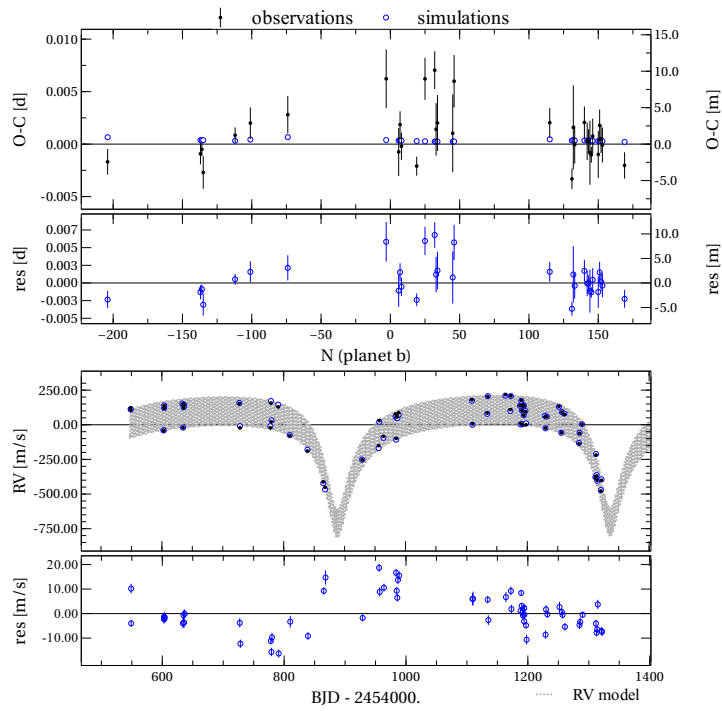 observations simulations
0.010
0.005
0.000
-0.005
O-C [d]
15.0
10.0
5.0
0.0
-5.0
O-C [m]
0.007
0.005
0.003
0.000
-0.003
0.005
res [d]
10.0
5.0
0.0
-5.0
res [m]
−200 −150 −100 −50 0 50 100 150
N (planet b)
250.00
0.00
-250.00
-500.00
-750.00
RV [m/s]
20.00
10.00
0.00
-10.00
res [m/s]
600 800 1000 1200 1400
BJD - 2454000.
RV model